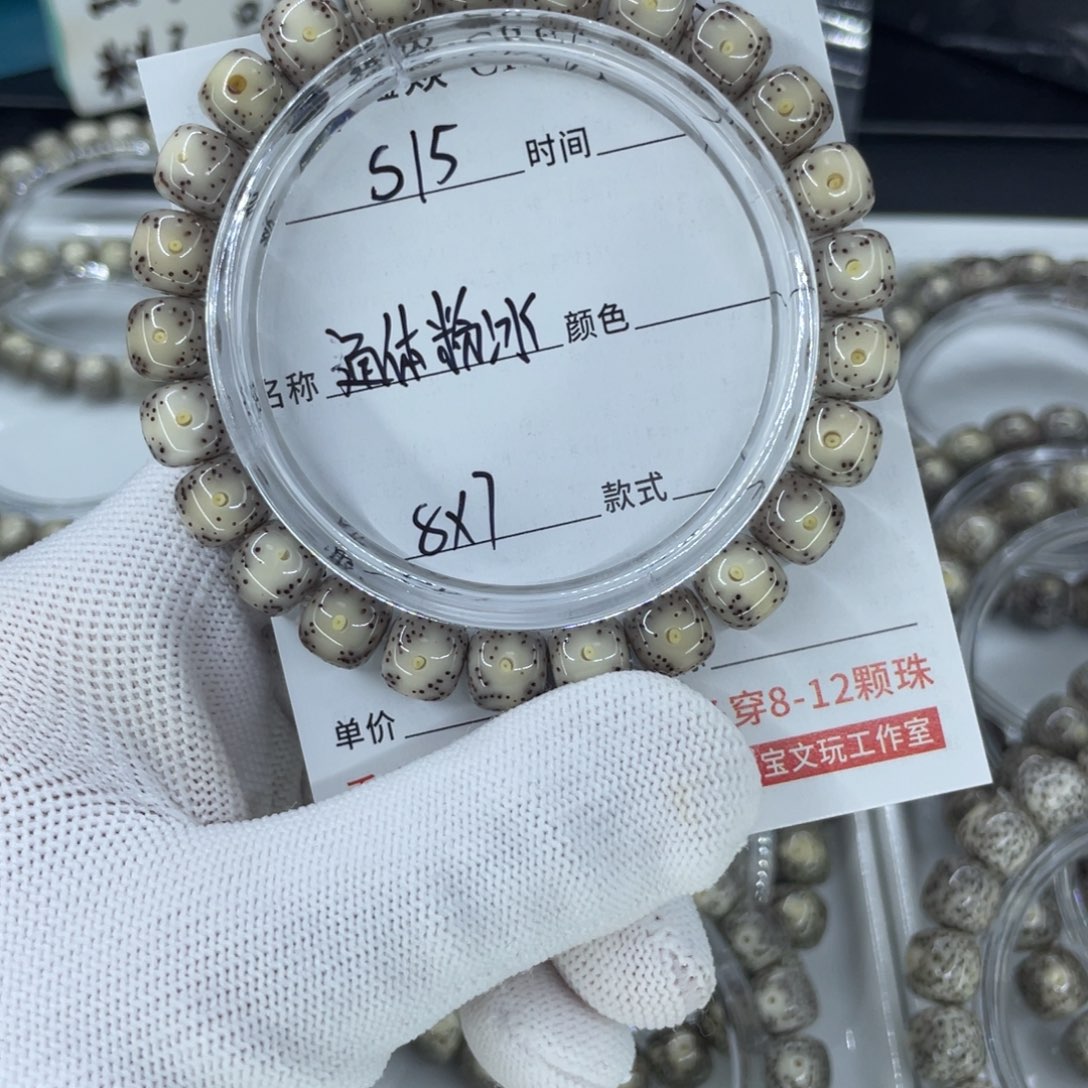 515 时间
名称 通体粉冰 颜色
8X7 款式
单价
穿8-12颗珠
宝文玩工作室